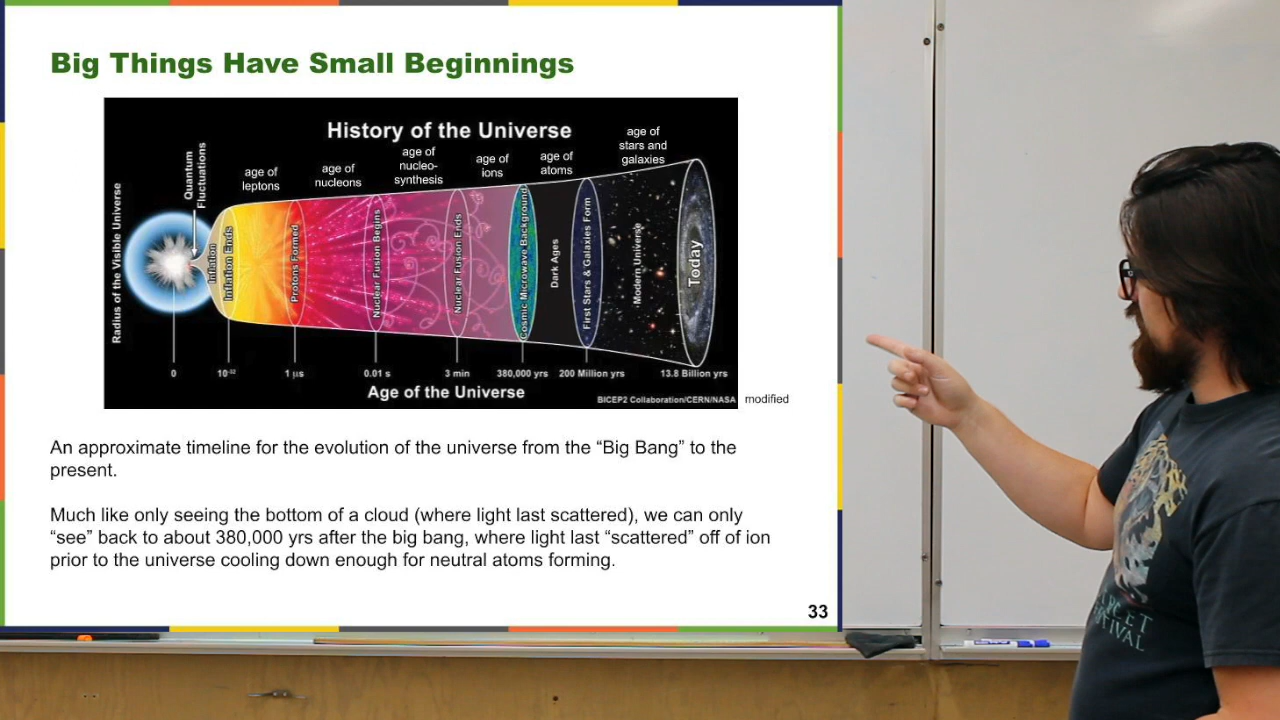 Big Things Have Small Beginnings
History of the Universe
Radius of the Visible Universe
Quantum
Fluctuations
age of
leptons
age of
nucleons
age of
nucleo-
synthesis
age of
ions
age of
atoms
age of
stars and
galaxies
Inflation
Inflation Ends
Protons Formed
Nuclear Fusion Begins
Nuclear Fusion Ends
Cosmic Microwave Background
Dark Ages
First Stars & Galaxies Form
Modern Universe
Today
0
1 µs
0.01 s
3 min
380,000 yrs
200 Million yrs
13.8 Billion yrs
Age of the Universe
BICEP2 Collaboration/CERN/NASA
modified
An approximate timeline for the evolution of the universe from the “Big Bang” to the
present.
Much like only seeing the bottom of a cloud (where light last scattered), we can only
“see” back to about 380,000 yrs after the big bang, where light last “scattered” off of ion
prior to the universe cooling down enough for neutral atoms forming.
33